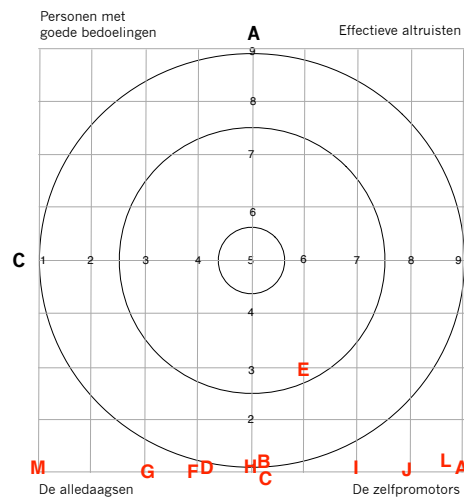 Personen met
goede bedoelingen
A
Effectieve altruisten
9
8
7
6
C 1 2 3 4 5 6 7 8 9
4
3 E
2
M G F D H B C I J L A
De alledaagsen
De zelfpromotors